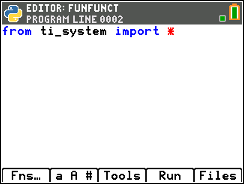 EDITOR: FUNFUNCT
PROGRAM LINE 0002
from ti_system import *
Fns… a A # Tools Run Files